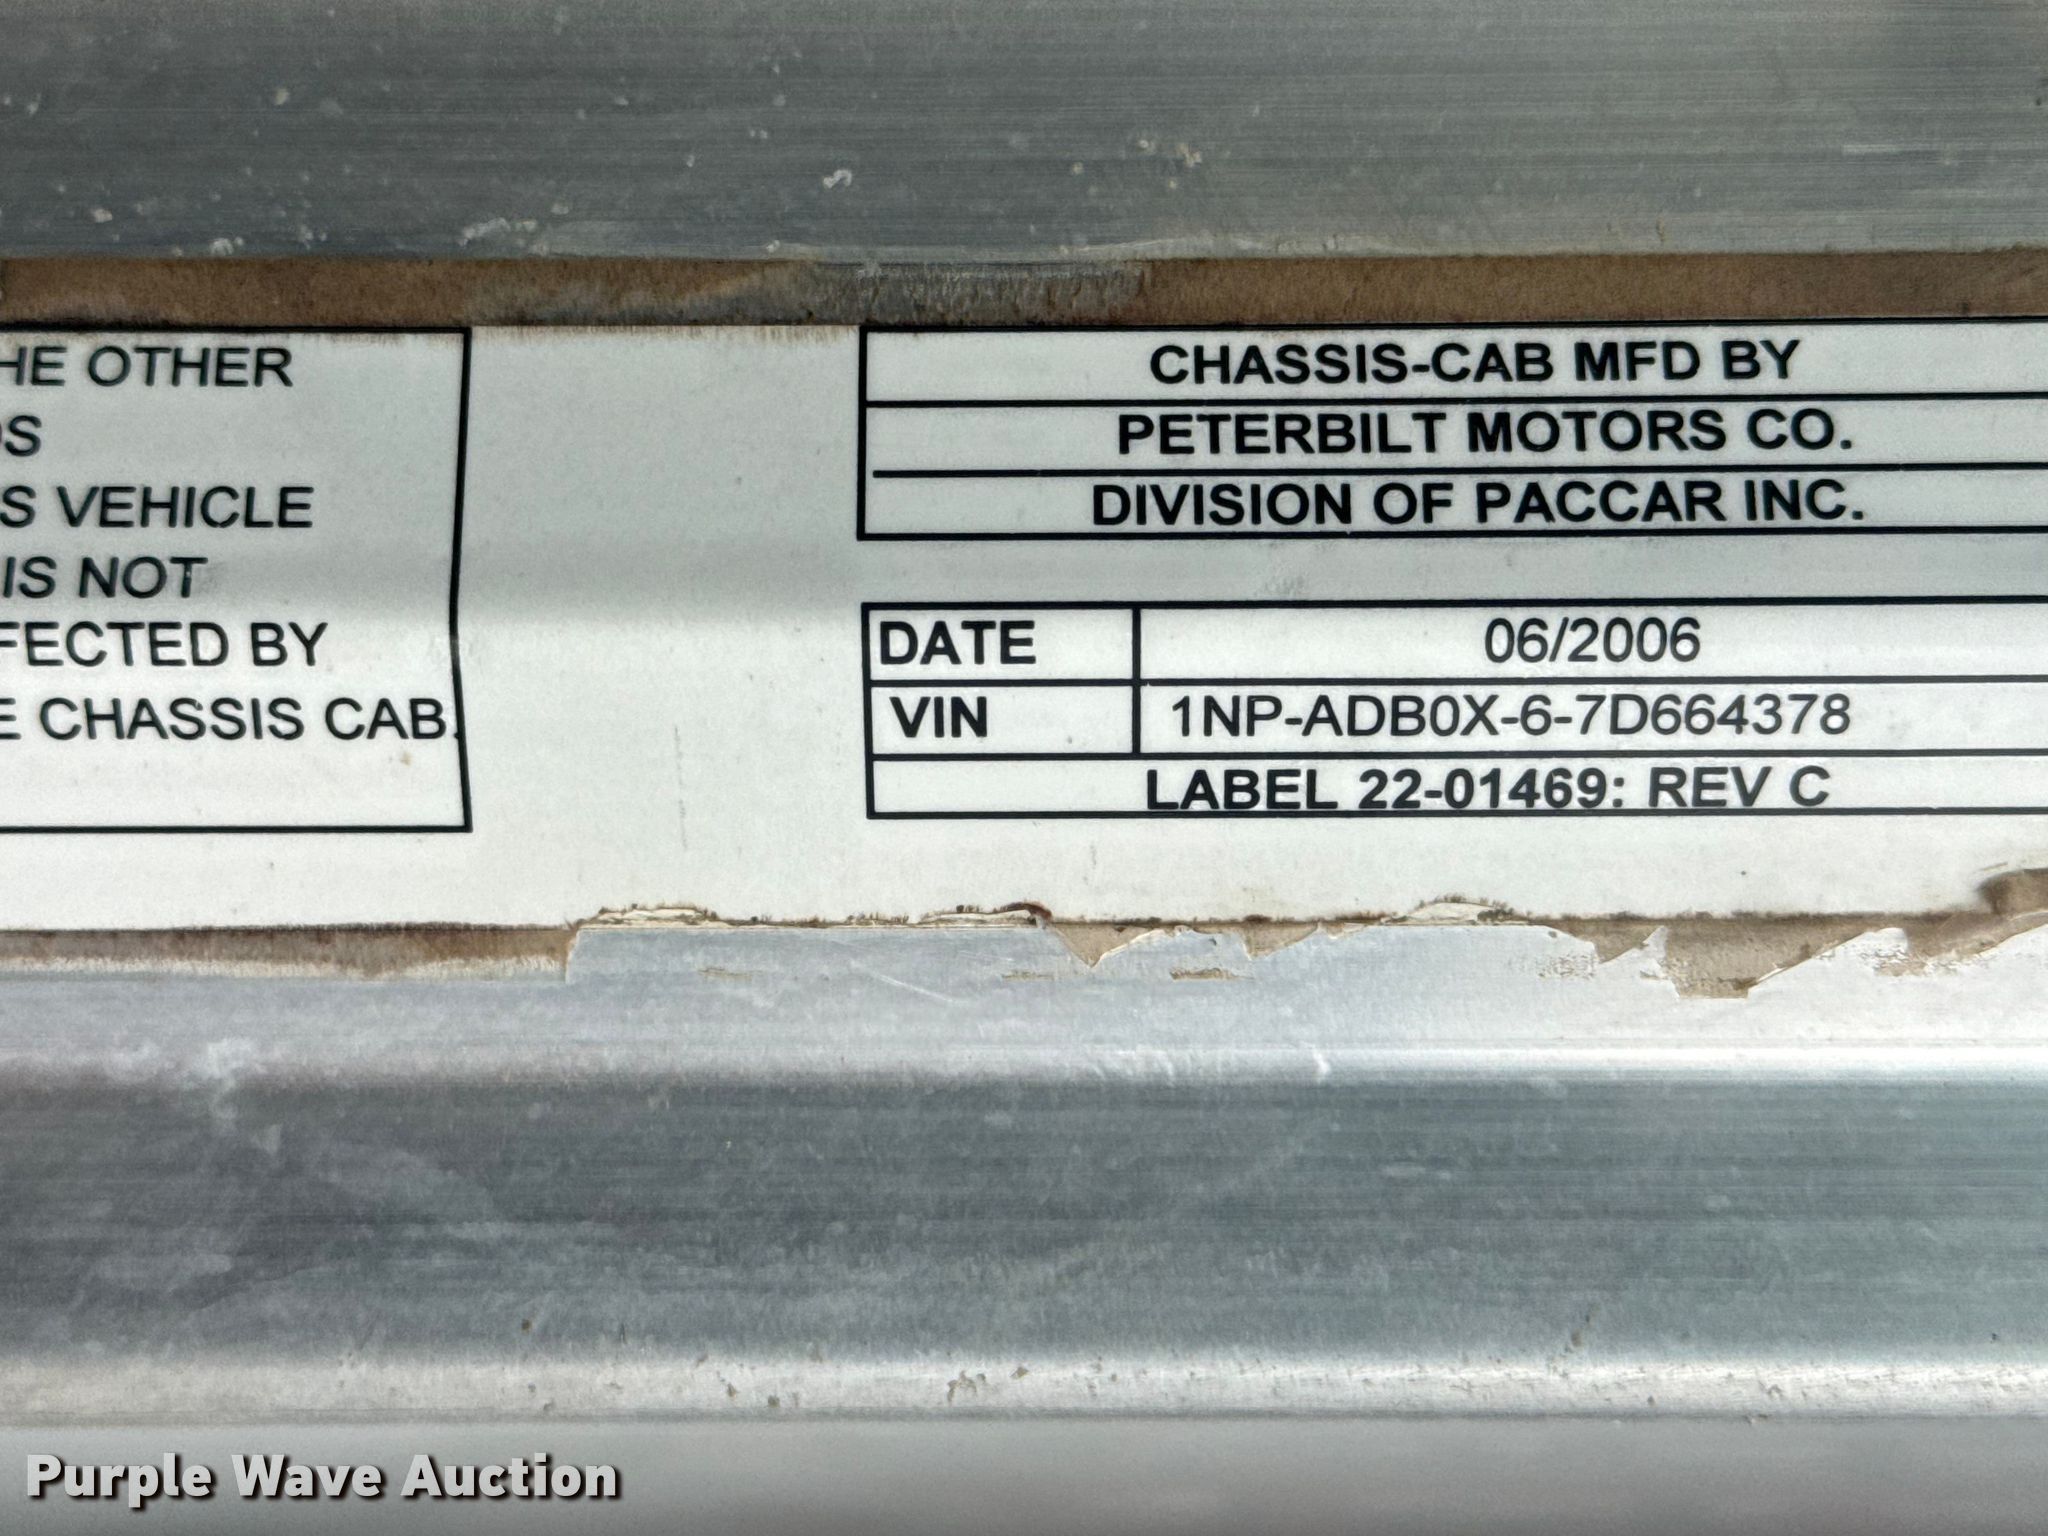 HE OTHER
S
S VEHICLE
IS NOT
FECTED BY
E CHASSIS CAB.
CHASSIS-CAB MFD BY
PETERBILT MOTORS CO.
DIVISION OF PACCAR INC.
DATE 06/2006
VIN 1NP-ADB0X-6-7D664378
LABEL 22-01469: REV C
Purple Wave Auction